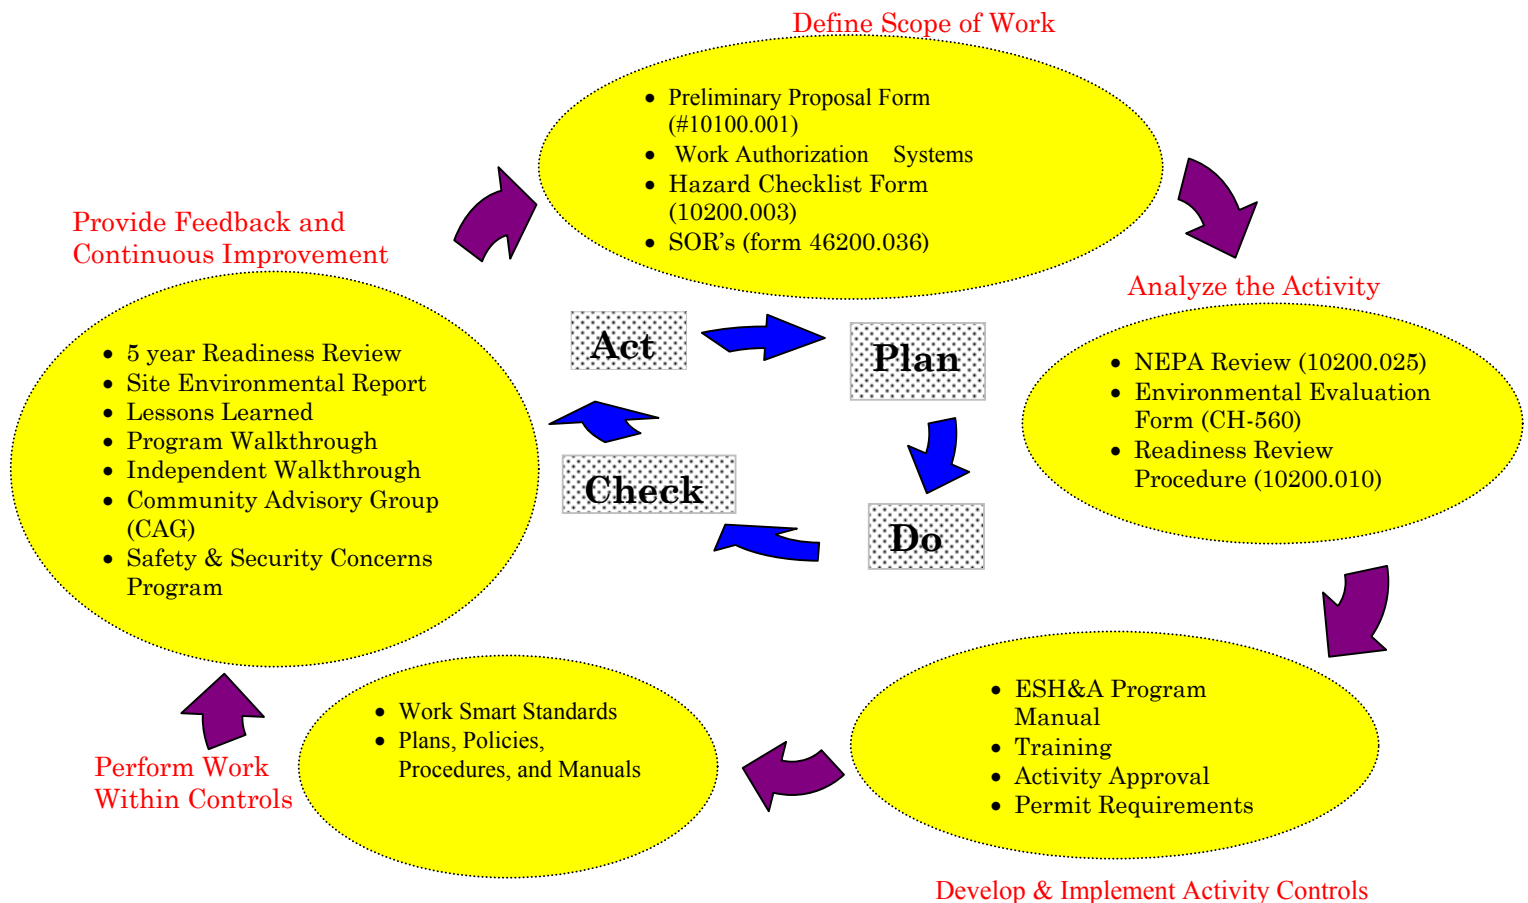 Define Scope of Work
• Preliminary Proposal Form
(#10100.001)
• Work Authorization Systems
• Hazard Checklist Form
(10200.003)
• SOR's (form 46200.036)
Analyze the Activity
• NEPA Review (10200.025)
• Environmental Evaluation
Form (CH-560)
• Readiness Review
Procedure (10200.010)
• ESH&A Program
Manual
• Training
• Activity Approval
• Permit Requirements
Develop & Implement Activity Controls
• Work Smart Standards
• Plans, Policies,
Procedures, and Manuals
Perform Work
Within Controls
Provide Feedback and
Continuous Improvement
• 5 year Readiness Review
• Site Environmental Report
• Lessons Learned
• Program Walkthrough
• Independent Walkthrough
• Community Advisory Group
(CAG)
• Safety & Security Concerns
Program
Act
Plan
Do
Check